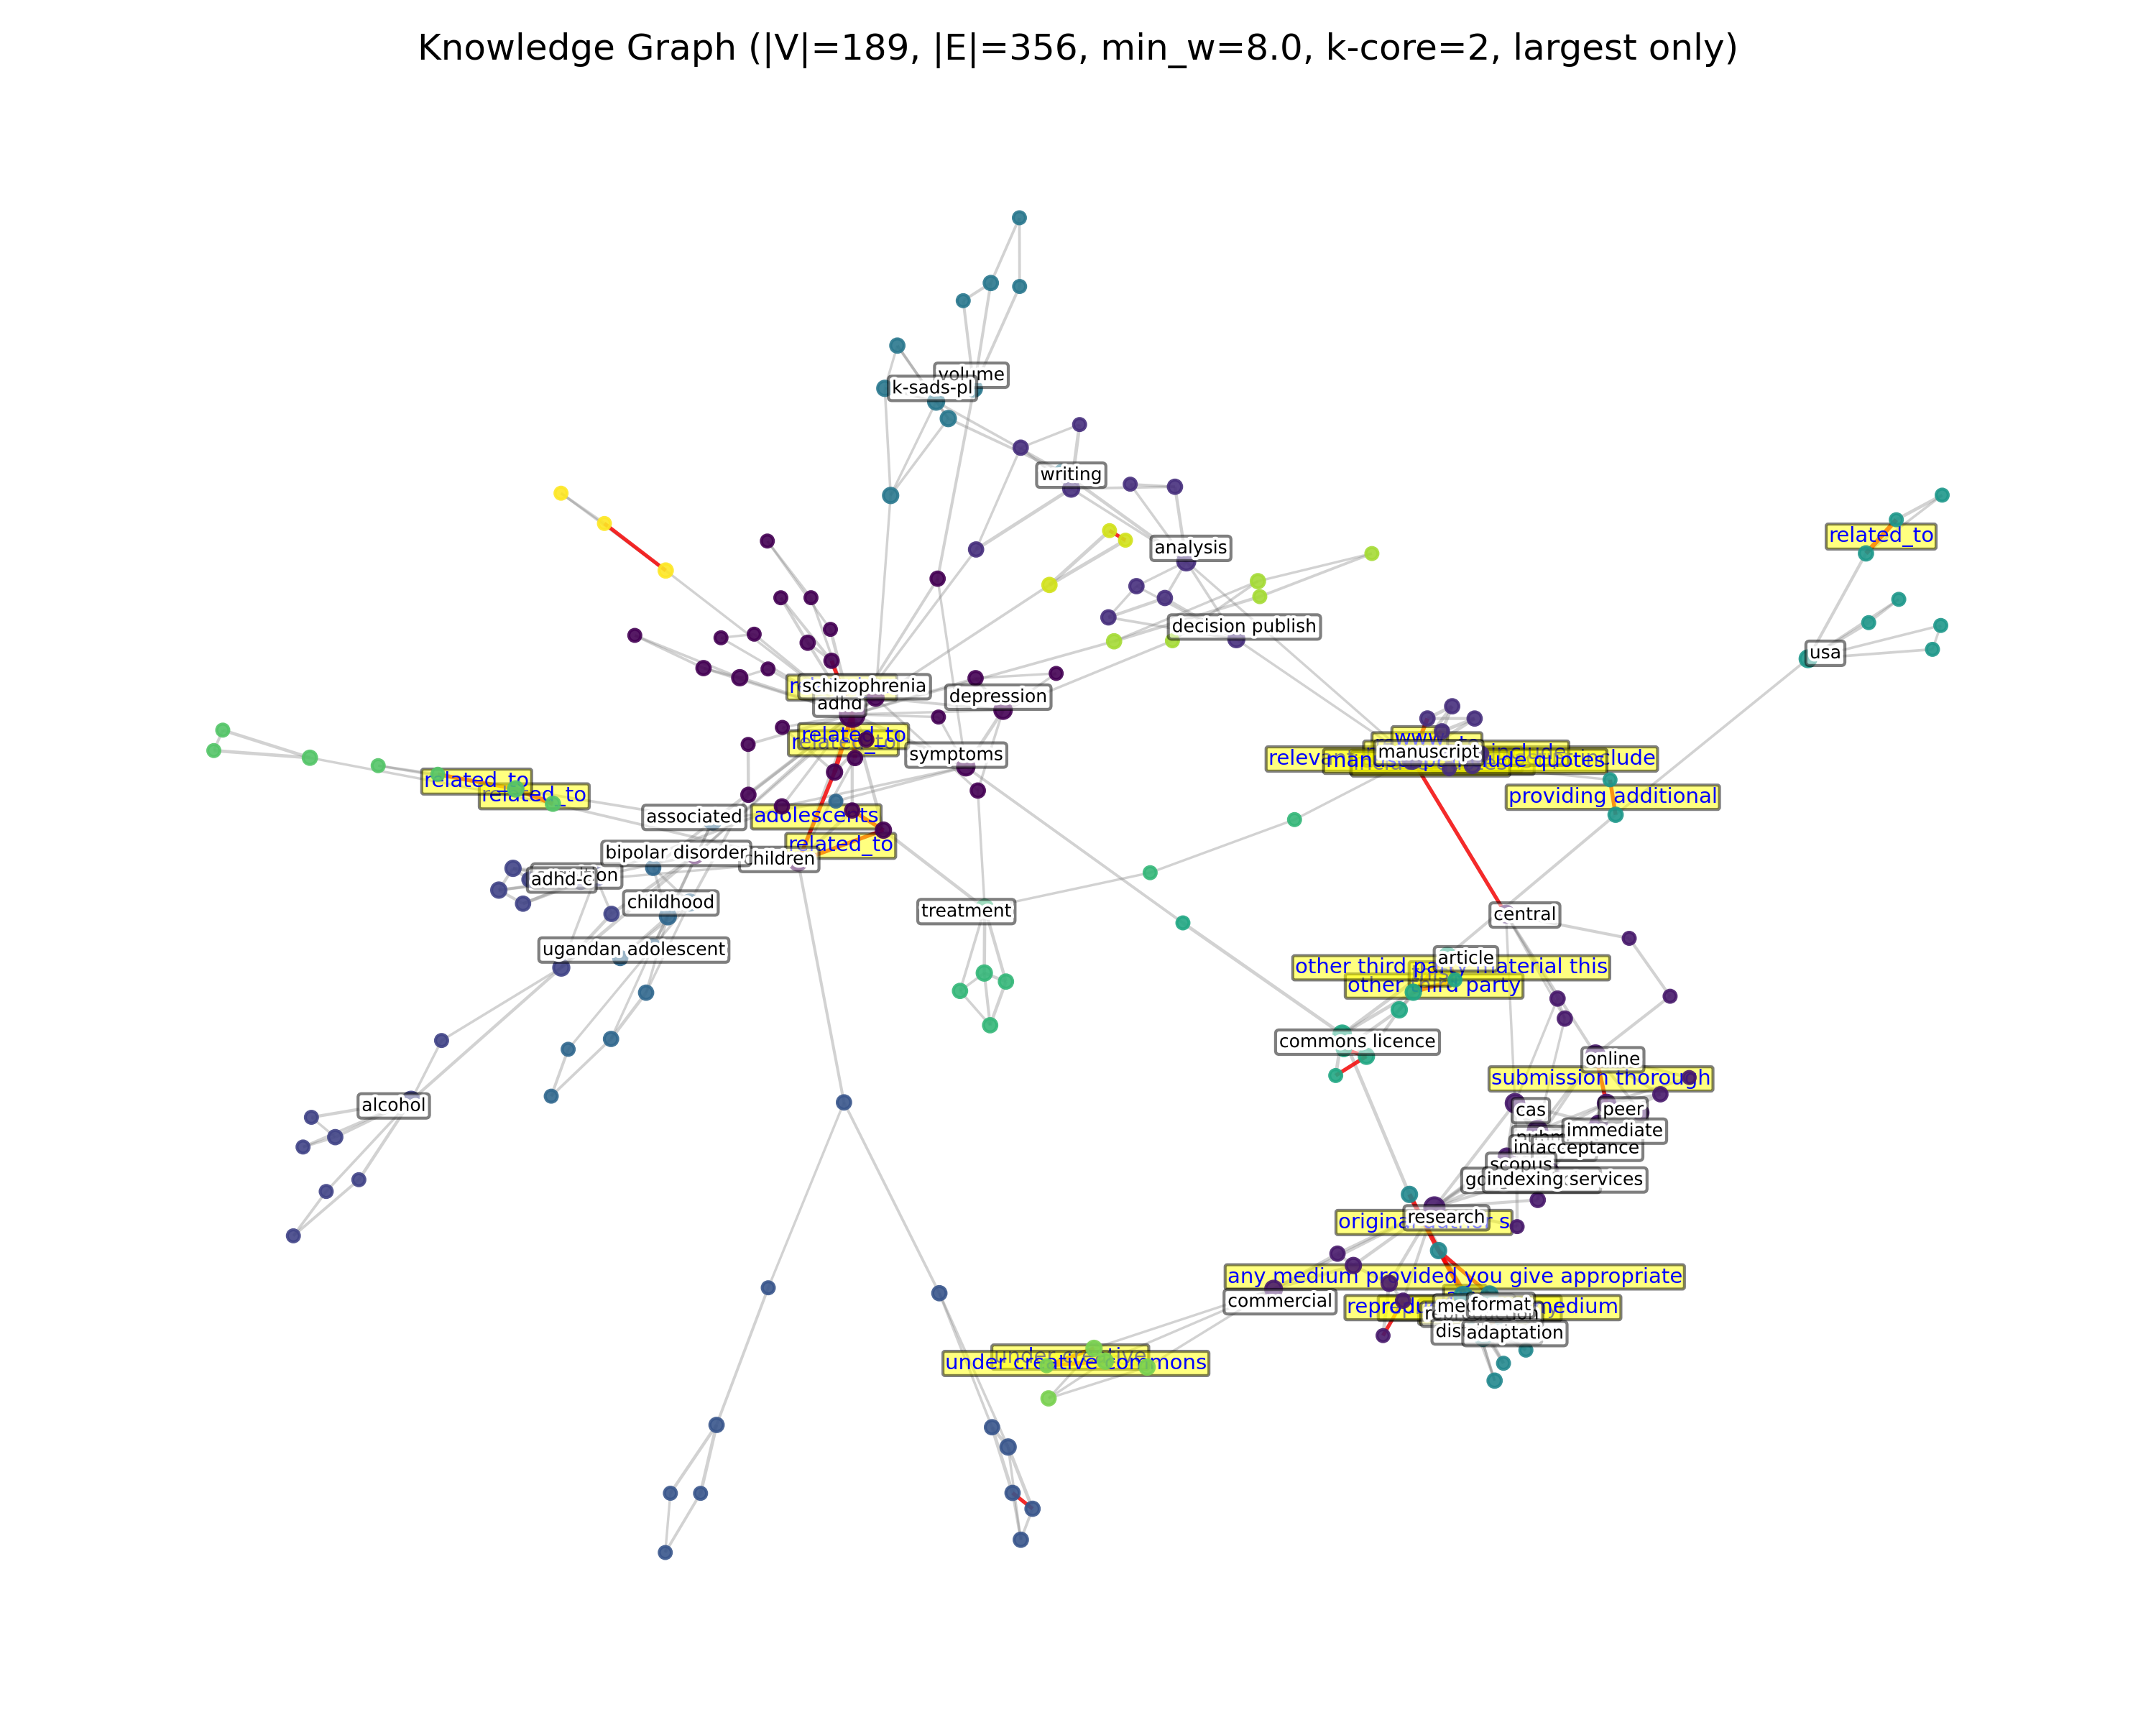 Knowledge Graph (|V|=189, |E|=356, min_w=8.0, k-core=2, largest only)
volume
k-sads-pl
writing
related_to
analysis
decision publish
usa
schizophrenia
depression
adhd
related_to
related_to
symptoms
www
manuscript
include
relevant
include quotes
related_to
related_to
providing additional
associated
adolescents
related_to
bipolar disorder
children
adhd-c
childhood
treatment
central
ugandan adolescent
article
other third party material this
other third party
commons licence
online
submission thorough
alcohol
cas
peer
immediate
acceptance
scopus
indexing services
research
original author s
any medium provided you give appropriate
commercial
format
medium
adaptation
under creative
under creative commons